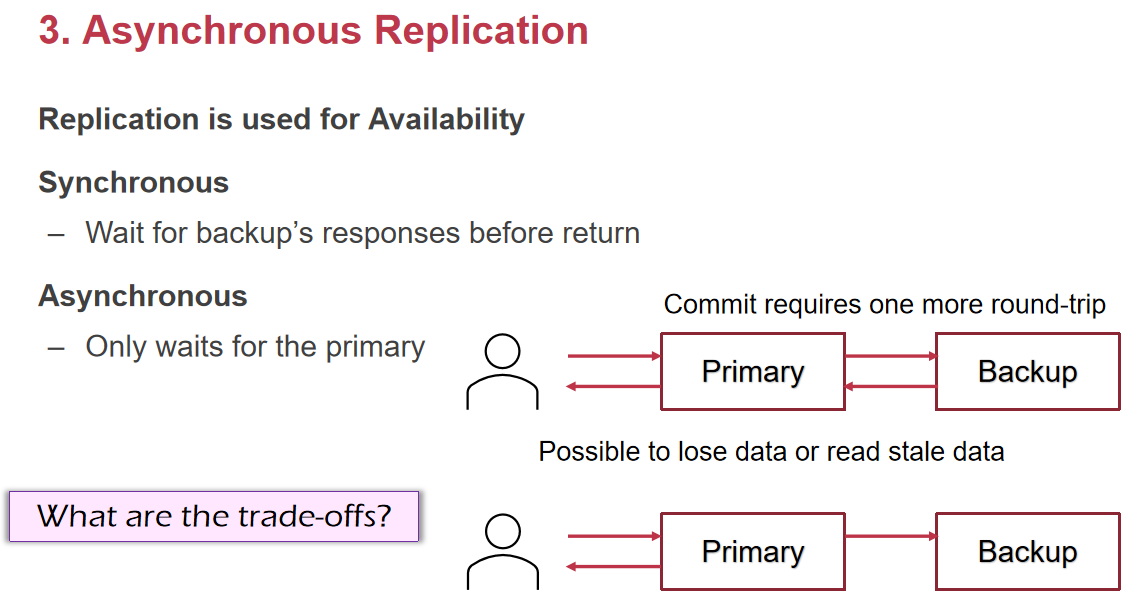 3. Asynchronous Replication
Replication is used for Availability
Synchronous
– Wait for backup’s responses before return
Asynchronous
– Only waits for the primary
Commit requires one more round-trip
Primary
Backup
Possible to lose data or read stale data
What are the trade-offs?
Primary
Backup